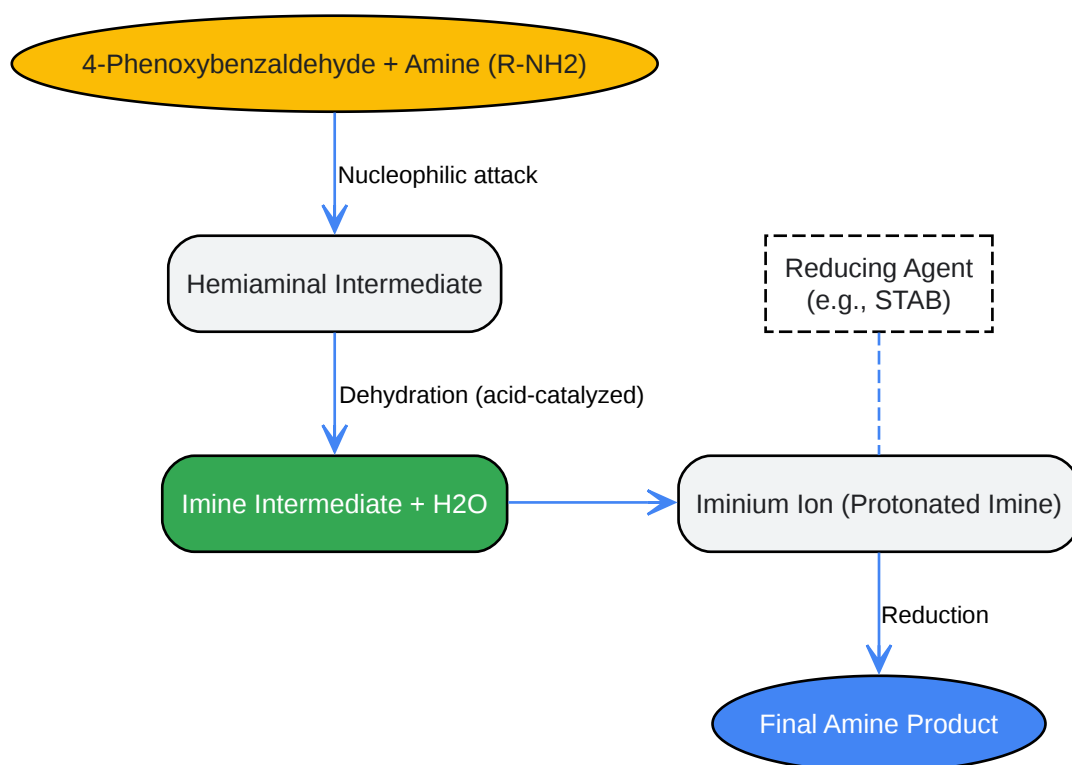 4-Phenoxybenzaldehyde + Amine (R-NH2)
Nucleophilic attack
Hemiaminal Intermediate
Reducing Agent
(e.g., STAB)
Dehydration (acid-catalyzed)
Imine Intermediate + H2O
Iminium Ion (Protonated Imine)
Reduction
Final Amine Product